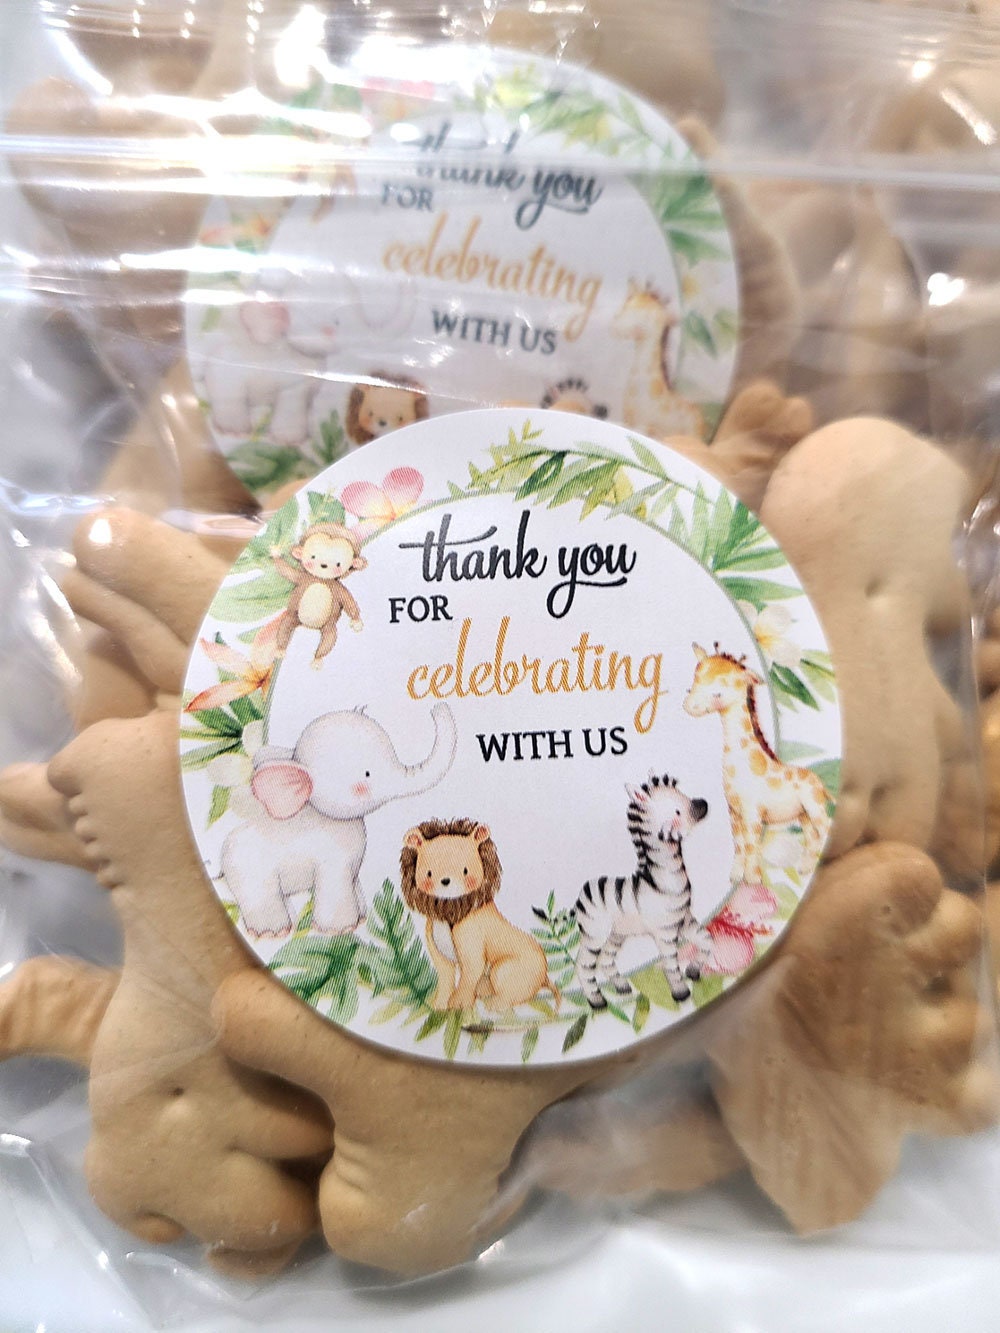 thank you
FOR
celebrating
WITH US
thank you
FOR
celebrating
WITH US